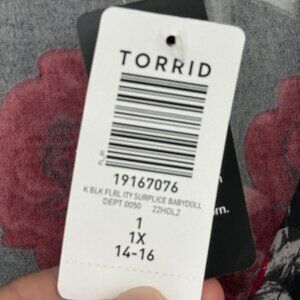 TORRID
19167076
K BLK FLRL ITY SURPLICE BABYDOLL
DEPT 0050 22HOL2
1
1X
14-16